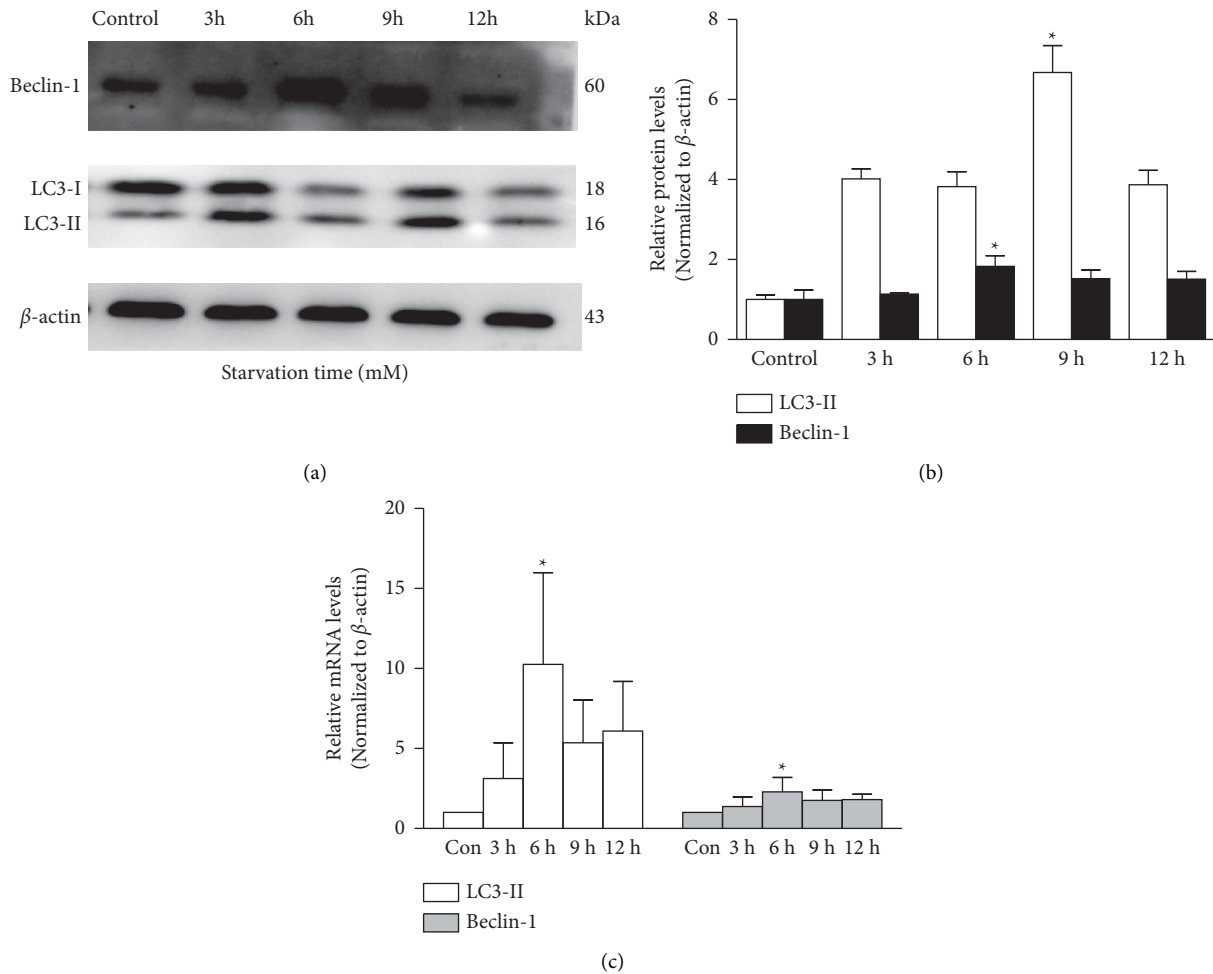 Control 3h 6h 9h 12h kDa
Beclin-1 60
LC3-I 18
LC3-II 16
β-actin 43
Starvation time (mM)
(a)
Relative protein levels
(Normalized to β-actin)
8
6
4
2
0
*
*
Control 3 h 6 h 9 h 12 h
LC3-II
Beclin-1
(b)
Relative mRNA levels
(Normalized to β-actin)
20
15
10
5
0
*
*
Con 3 h 6 h 9 h 12 h Con 3 h 6 h 9 h 12 h
LC3-II
Beclin-1
(c)